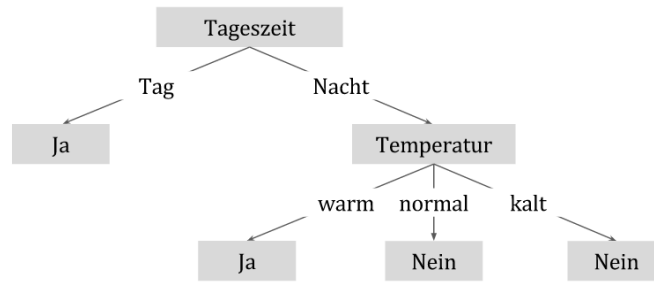 Tageszeit
Tag
Nacht
Ja
Temperatur
warm
normal
kalt
Ja
Nein
Nein